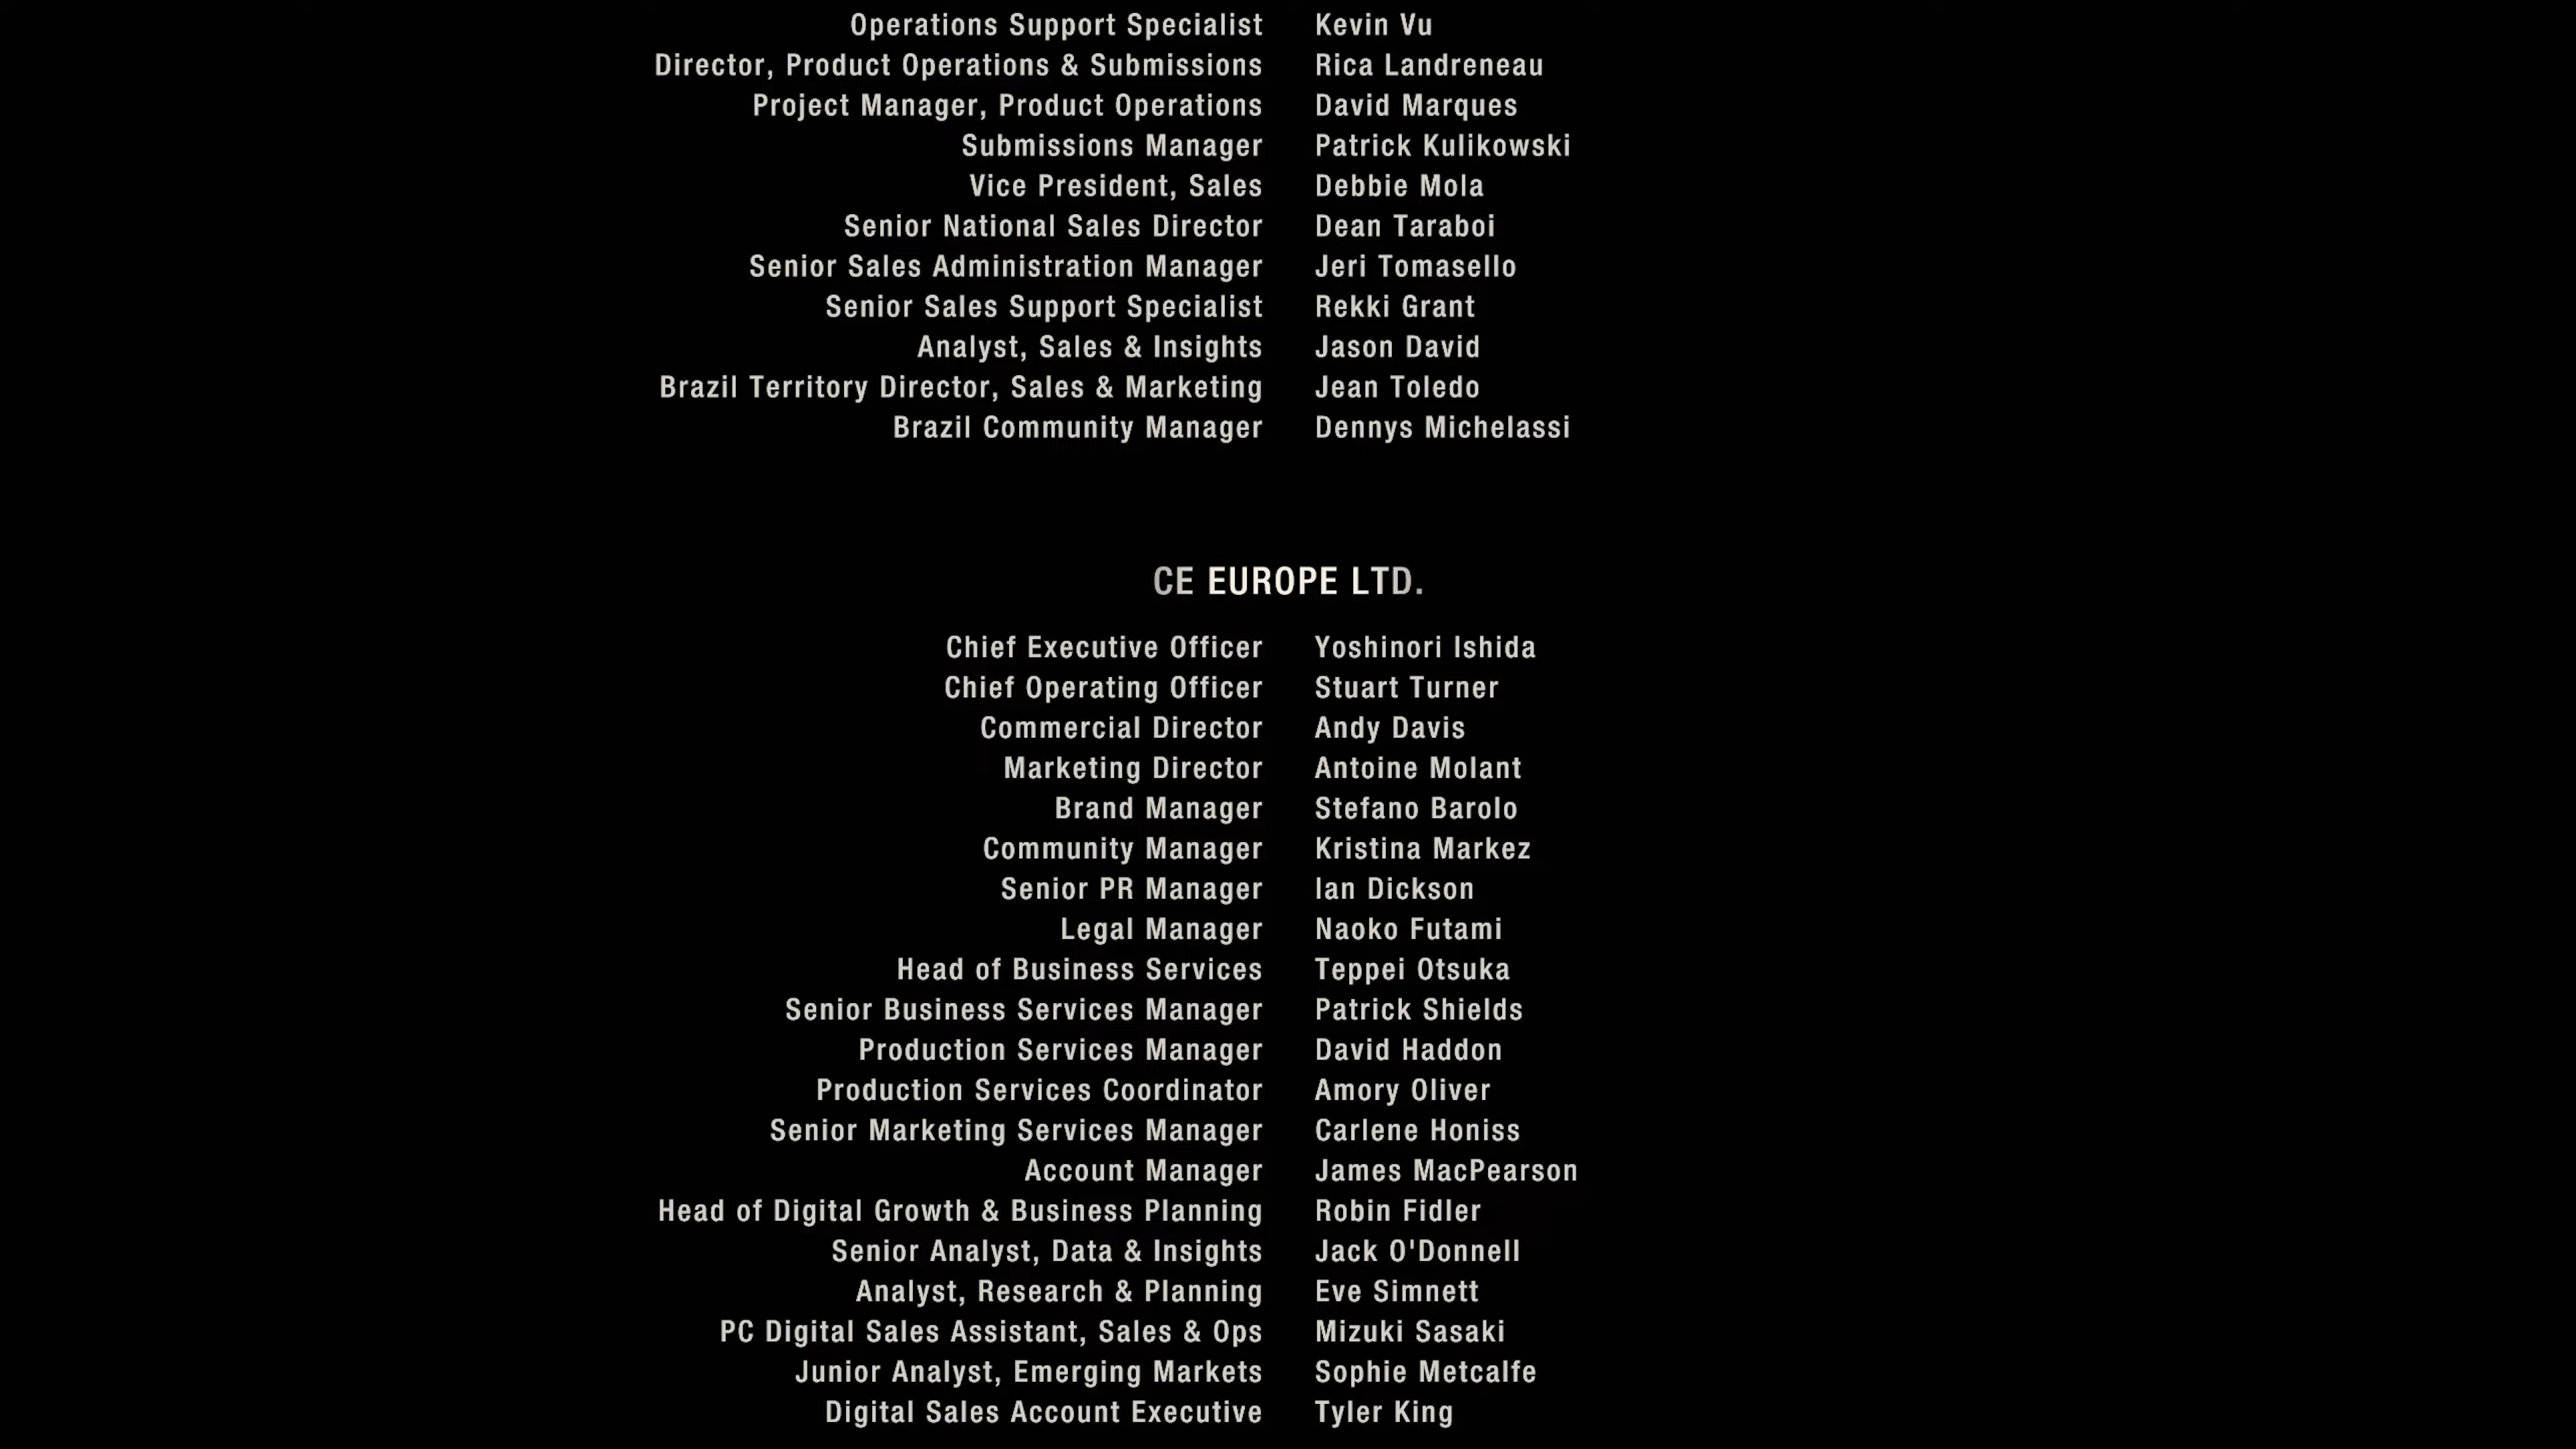 Operations Support Specialist Kevin Vu
Director, Product Operations & Submissions Rica Landreneau
Project Manager, Product Operations David Marques
Submissions Manager Patrick Kulikowski
Vice President, Sales Debbie Mola
Senior National Sales Director Dean Taraboi
Senior Sales Administration Manager Jeri Tomasello
Senior Sales Support Specialist Rekki Grant
Analyst, Sales & Insights Jason David
Brazil Territory Director, Sales & Marketing Jean Toledo
Brazil Community Manager Dennys Michelassi
CE EUROPE LTD.
Chief Executive Officer Yoshinori Ishida
Chief Operating Officer Stuart Turner
Commercial Director Andy Davis
Marketing Director Antoine Molant
Brand Manager Stefano Barolo
Community Manager Kristina Markez
Senior PR Manager Ian Dickson
Legal Manager Naoko Futami
Head of Business Services Teppei Otsuka
Senior Business Services Manager Patrick Shields
Production Services Manager David Haddon
Production Services Coordinator Amory Oliver
Senior Marketing Services Manager Carlene Honiss
Account Manager James MacPearson
Head of Digital Growth & Business Planning Robin Fidler
Senior Analyst, Data & Insights Jack O'Donnell
Analyst, Research & Planning Eve Simnett
PC Digital Sales Assistant, Sales & Ops Mizuki Sasaki
Junior Analyst, Emerging Markets Sophie Metcalfe
Digital Sales Account Executive Tyler King